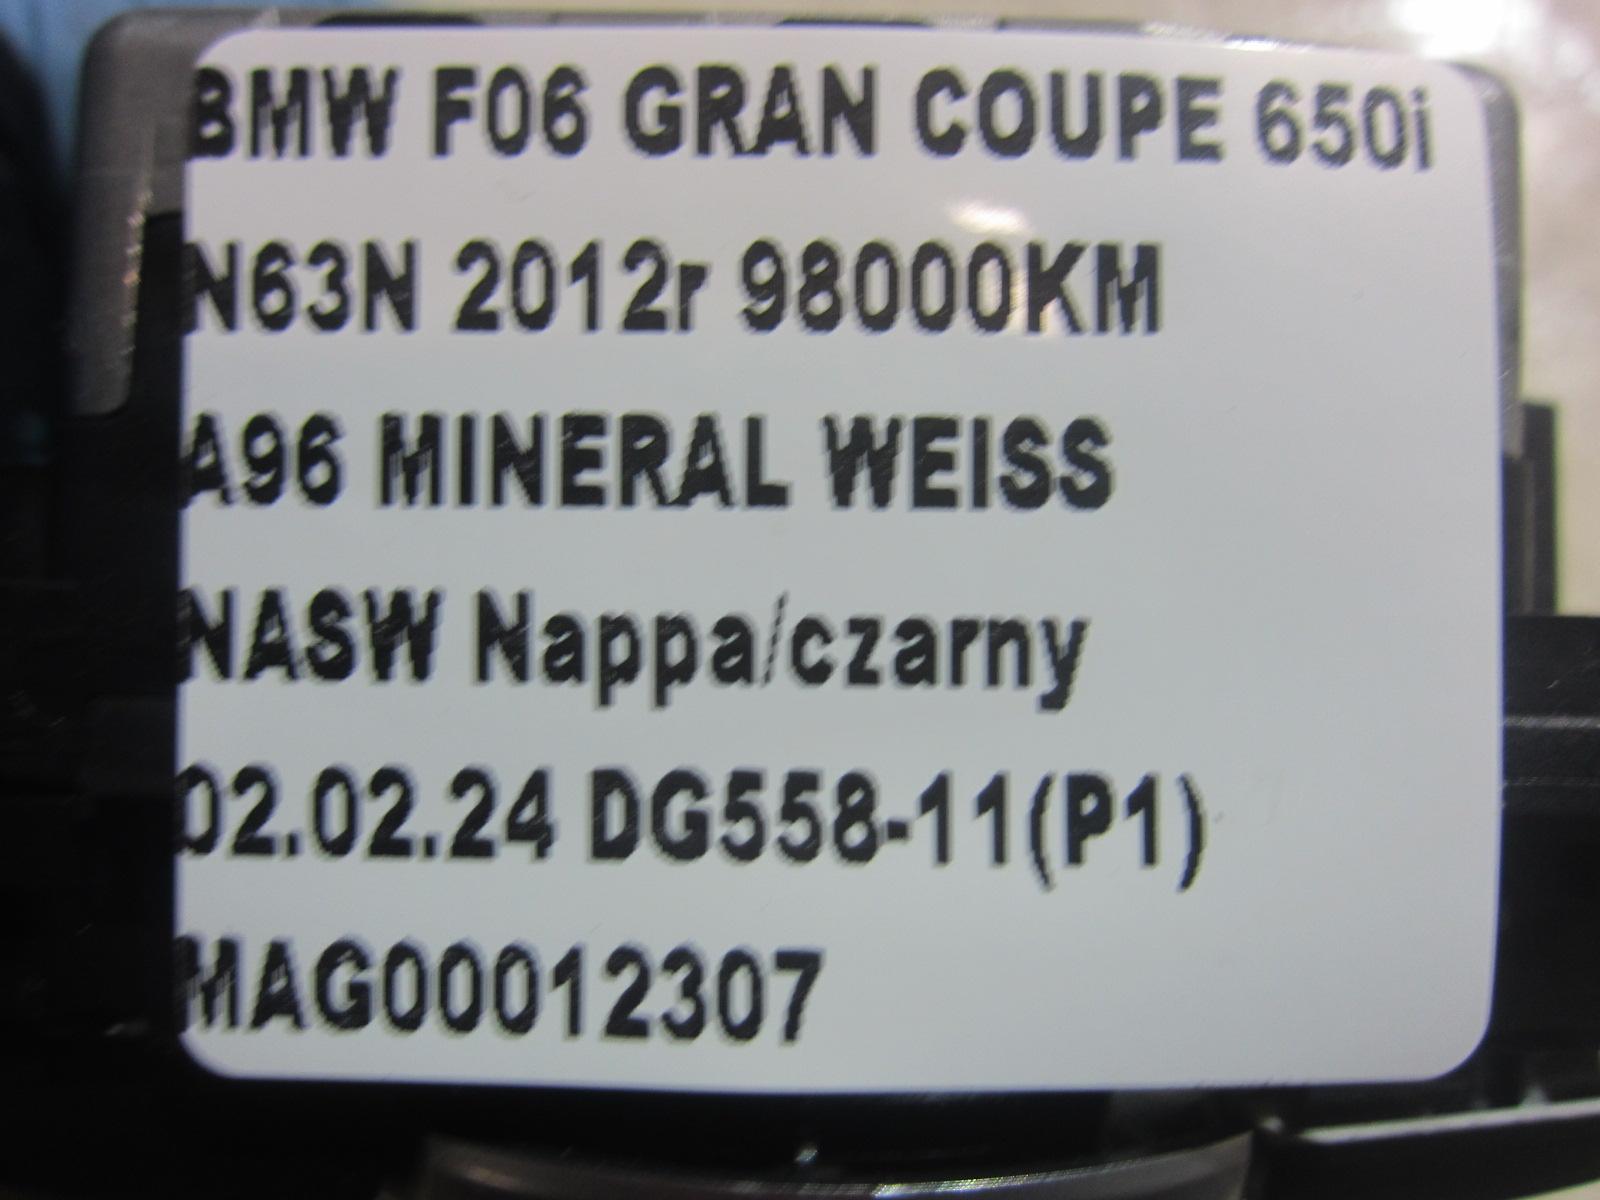 BMW F06 GRAN COUPE 650i
N63N 2012r 98000KM
A96 MINERAL WEISS
NASW Nappa/czarny
02.02.24 DG558-11(P1)
MAG00012307